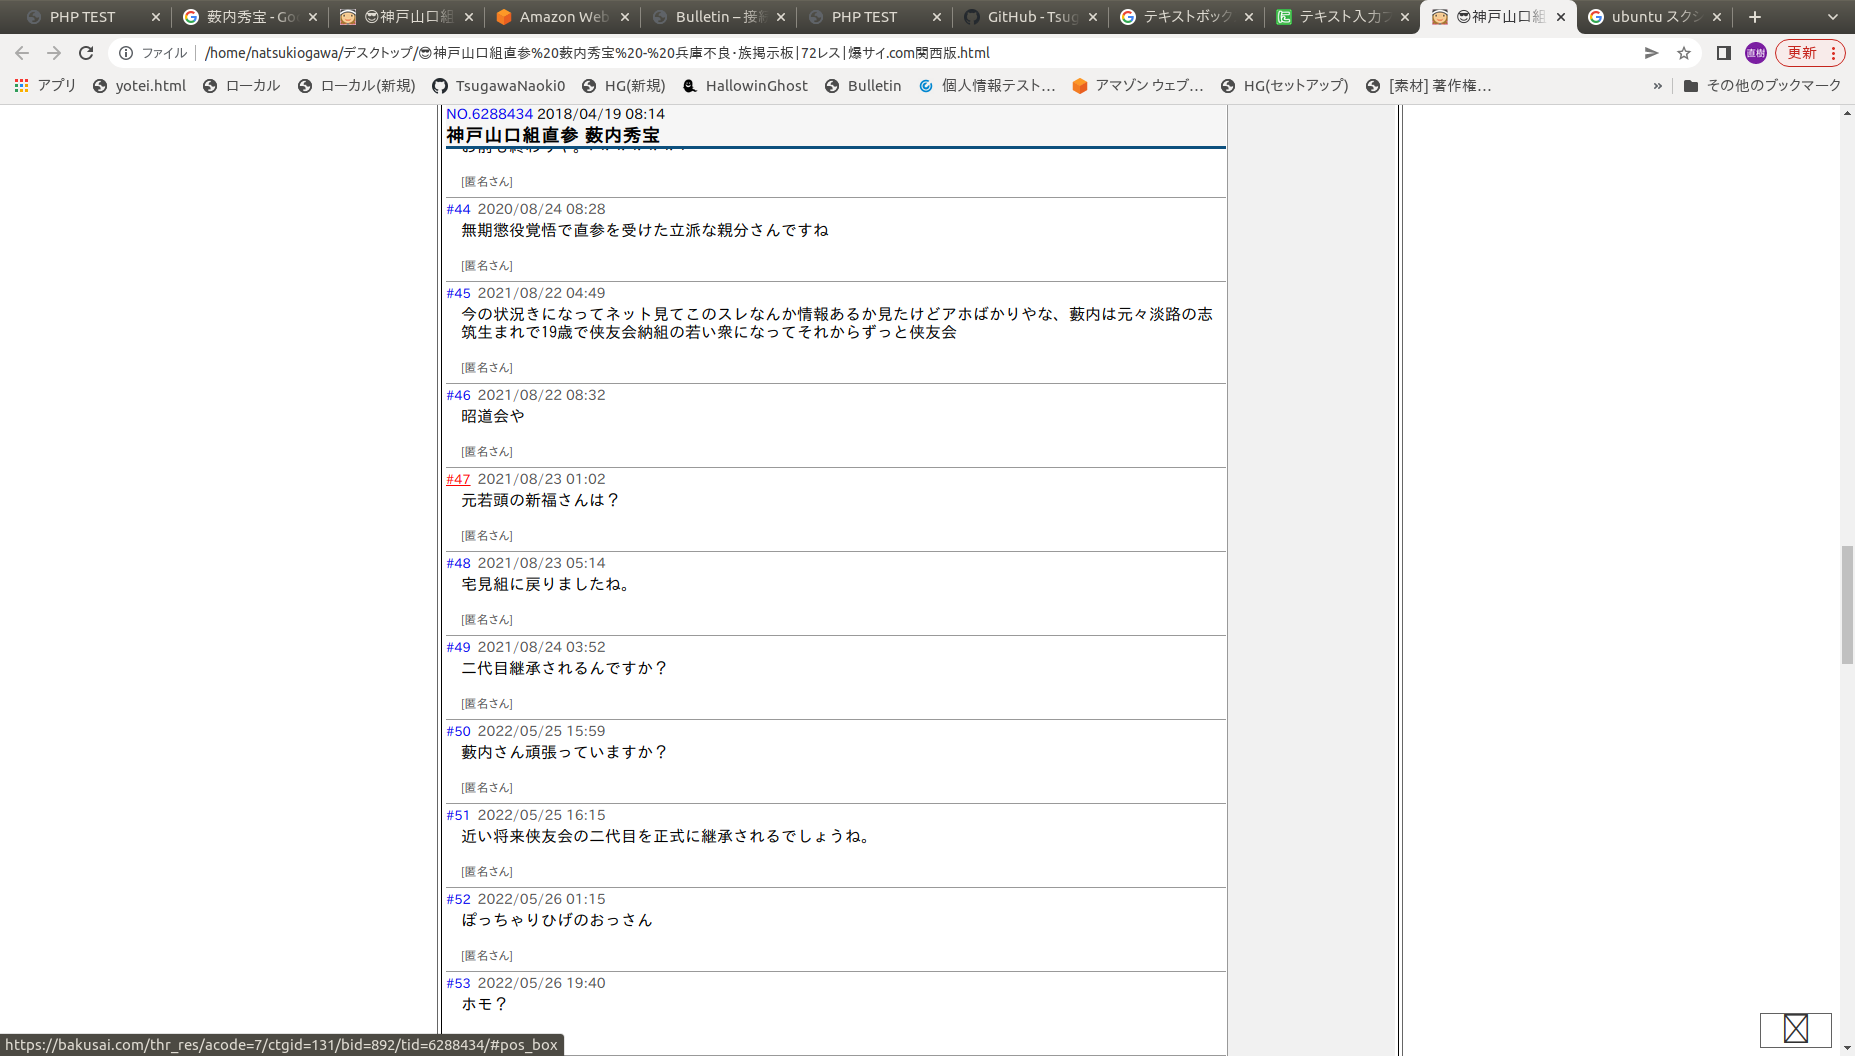 PHP TEST
藪内秀宝 - Go
😎神戸山口組
Amazon Web
Bulletin – 接続
PHP TEST
GitHub - Tsug
テキストボック
テキスト入力フ
😎神戸山口組
ubuntu スクシ
ファイル
/home/natsukiogawa/デスクトップ/😎神戸山口組直参%20藪内秀宝%20-%20兵庫不良・族掲示板|72レス|爆サイ.com関西版.html
直樹
更新
アプリ
yotei.html
ローカル
ローカル(新規)
TsugawaNaoki0
HG(新規)
HallowinGhost
Bulletin
個人情報テスト…
アマゾン ウェブ…
HG(セットアップ)
[素材] 著作権…
»
その他のブックマーク
NO.6288434 2018/04/19 08:14
神戸山口組直参 藪内秀宝
[匿名さん]
#44 2020/08/24 08:28
無期懲役覚悟で直参を受けた立派な親分さんですね
[匿名さん]
#45 2021/08/22 04:49
今の状況きになってネット見てこのスレなんか情報あるか見たけどアホばかりやな、藪内は元々淡路の志
筑生まれで19歳で侠友会納組の若い衆になってそれからずっと侠友会
[匿名さん]
#46 2021/08/22 08:32
昭道会や
[匿名さん]
#47 2021/08/23 01:02
元若頭の新福さんは？
[匿名さん]
#48 2021/08/23 05:14
宅見組に戻りましたね。
[匿名さん]
#49 2021/08/24 03:52
二代目継承されるんですか？
[匿名さん]
#50 2022/05/25 15:59
藪内さん頑張っていますか？
[匿名さん]
#51 2022/05/25 16:15
近い将来侠友会の二代目を正式に継承されるでしょうね。
[匿名さん]
#52 2022/05/26 01:15
ぽっちゃりひげのおっさん
[匿名さん]
#53 2022/05/26 19:40
ホモ？
https://bakusai.com/thr_res/acode=7/ctgid=131/bid=892/tid=6288434/#pos_box